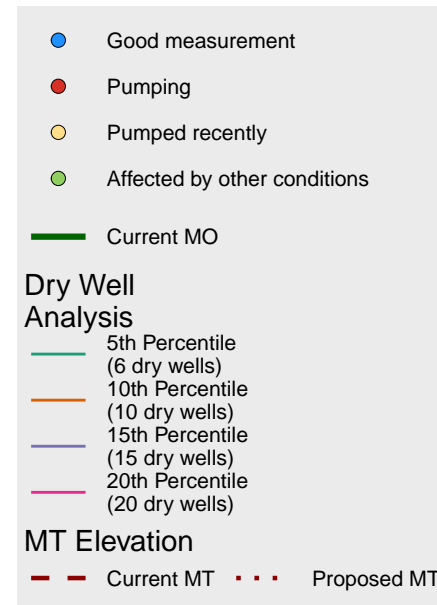 Good measurement
Pumping
Pumped recently
Affected by other conditions
Current MO
Dry Well
Analysis
5th Percentile
(6 dry wells)
10th Percentile
(10 dry wells)
15th Percentile
(15 dry wells)
20th Percentile
(20 dry wells)
MT Elevation
Current MT Proposed MT